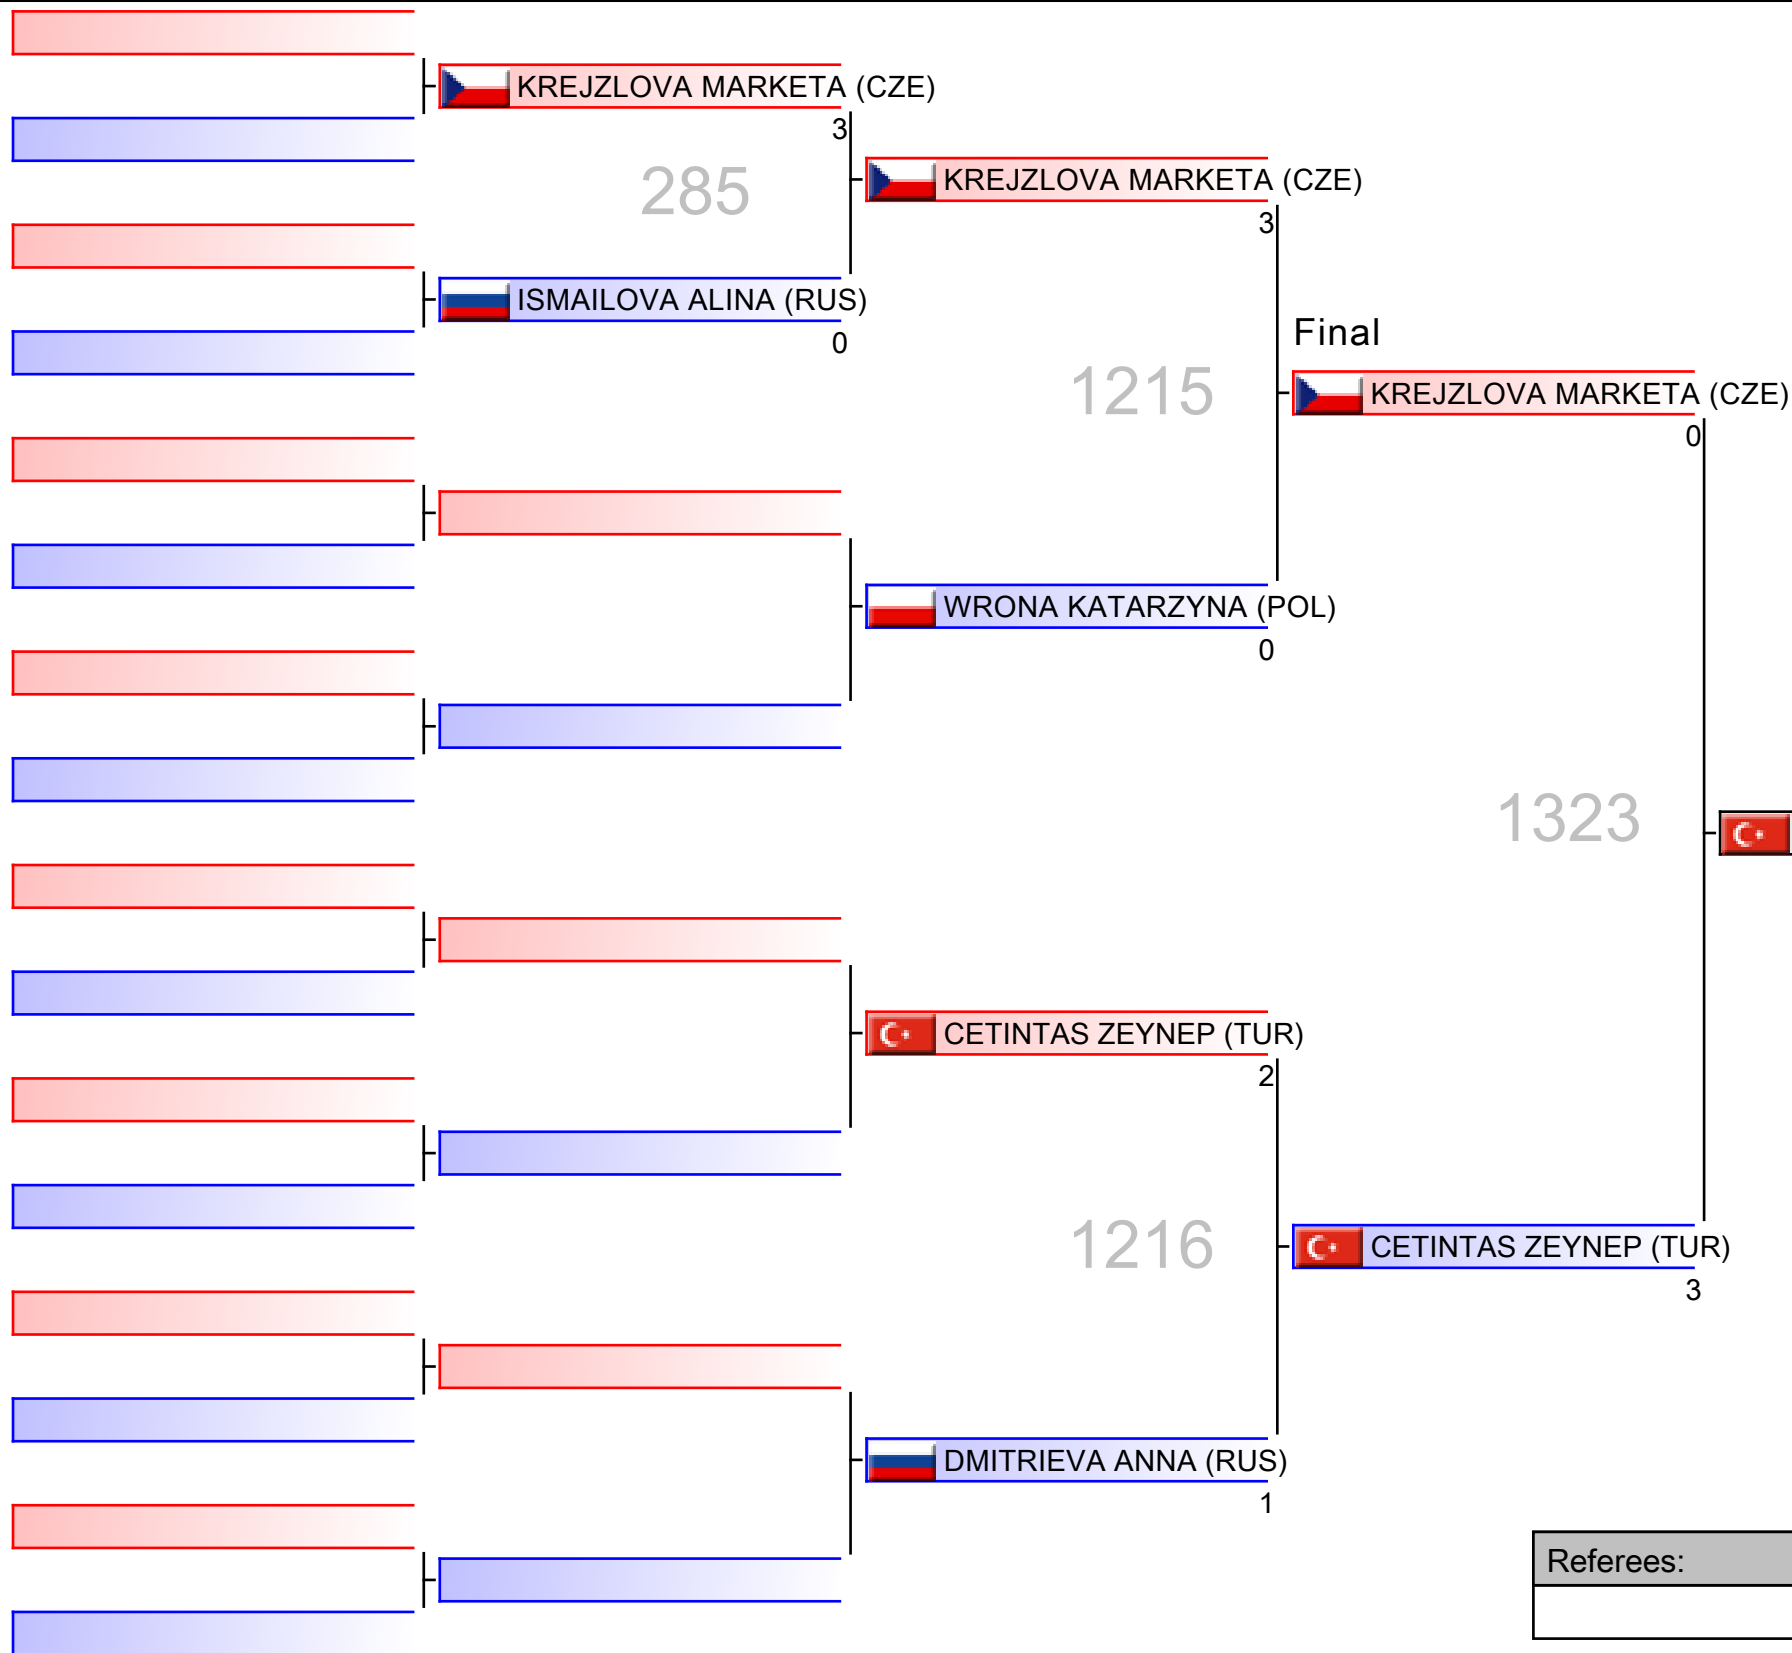 KREJZLOVA MARKETA (CZE)
3
285
KREJZLOVA MARKETA (CZE)
3
ISMAILOVA ALINA (RUS)
0
Final
1215
KREJZLOVA MARKETA (CZE)
0
WRONA KATARZYNA (POL)
0
1323
CETINTAS ZEYNEP (TUR)
2
1216
CETINTAS ZEYNEP (TUR)
3
DMITRIEVA ANNA (RUS)
1
Referees: